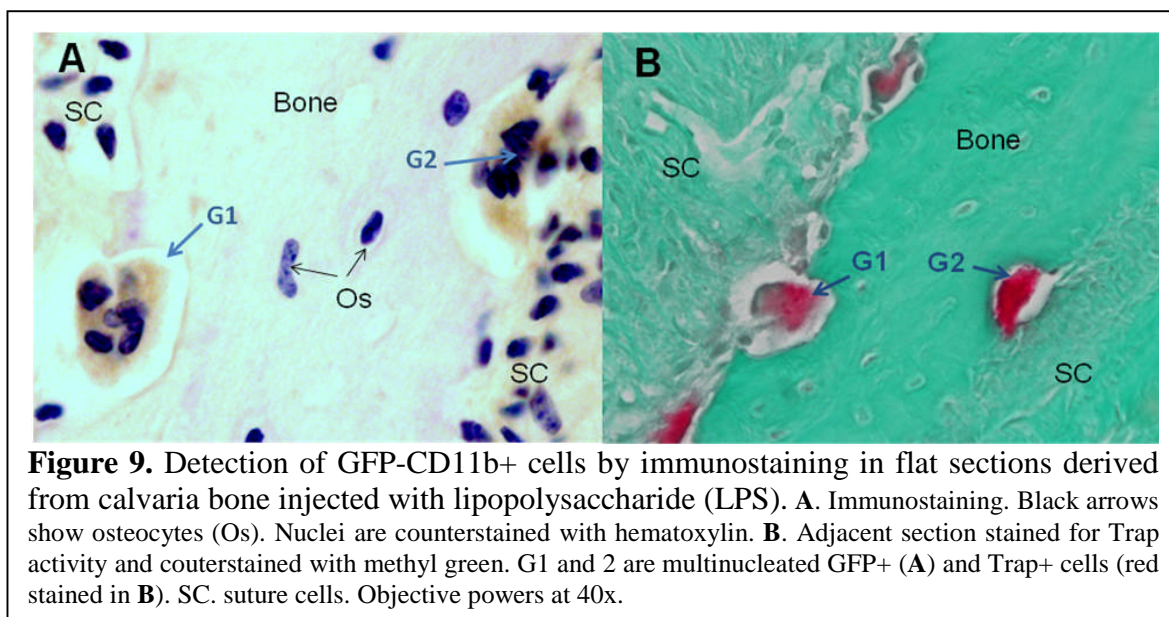 A
SC
Bone
G2
G1
Os
SC
B
SC
Bone
G1
G2
SC
Figure 9. Detection of GFP-CD11b+ cells by immunostaining in flat sections derived
from calvaria bone injected with lipopolysaccharide (LPS). A. Immunostaining. Black arrows
show osteocytes (Os). Nuclei are counterstained with hematoxylin. B. Adjacent section stained for Trap
activity and couterstained with methyl green. G1 and 2 are multinucleated GFP+ (A) and Trap+ cells (red
stained in B). SC. suture cells. Objective powers at 40x.